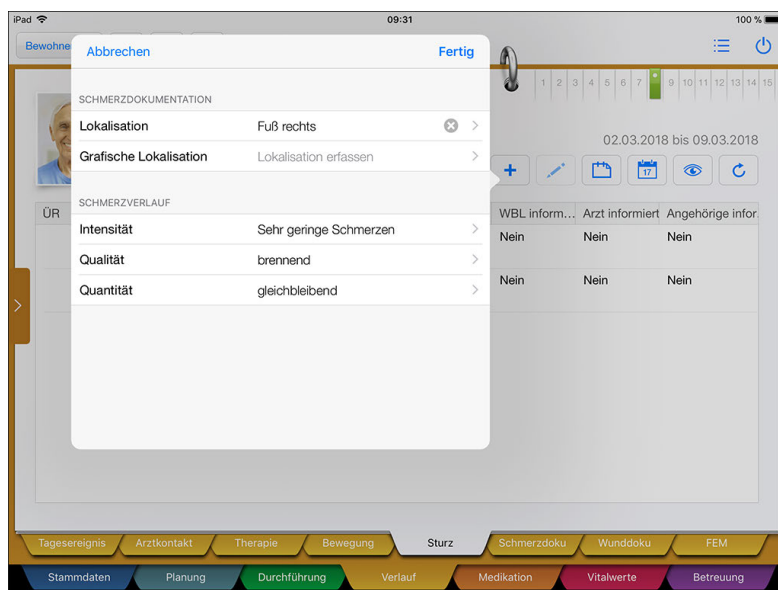 iPad 09:31 100 %
Bewohne
Abbrechen Fertig
1 2 3 4 5 6 7 9 10 11 12 13 14 15
SCHMERZDOKUMENTATION
Lokalisation Fuß rechts
02.03.2018 bis 09.03.2018
Grafische Lokalisation Lokalisation erfassen
17
SCHMERZVERLAUF
ÜR WBL inform... Arzt informiert Angehörige infor
Intensität Sehr geringe Schmerzen
Nein Nein Nein
Qualität brennend
Nein Nein Nein
Quantität gleichbleibend
Tagesereignis Arztkontakt Therapie Bewegung Sturz Schmerzdoku Wunddoku FEM
Stammdaten Planung Durchführung Verlauf Medikation Vitalwerte Betreuung